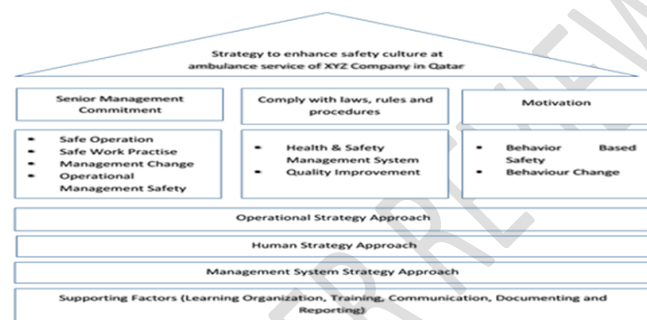 Strategy to enhance safety culture at
ambulance service of XYZ Company in Qatar
Senior Management
Commitment
Comply with laws, rules and
procedures
Motivation
• Safe Operation
• Safe Work Practise
• Management Change
• Operational
Management Safety
• Health & Safety
Management System
• Quality Improvement
• Behavior Based
Safety
• Behaviour Change
Operational Strategy Approach
Human Strategy Approach
Management System Strategy Approach
Supporting Factors (Learning Organization, Training, Communication, Documenting and
Reporting)
ER REVIEW